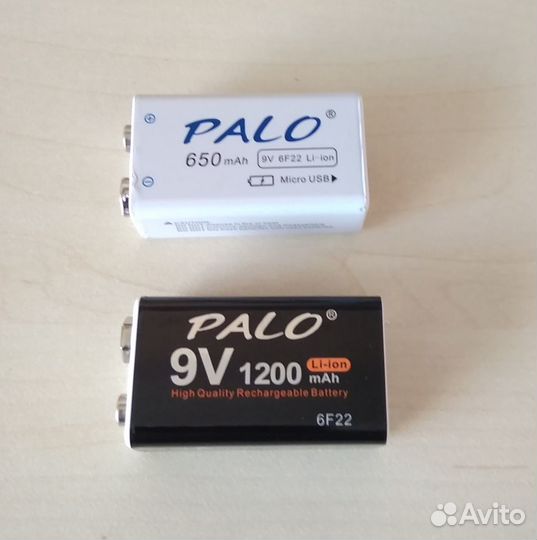 PALO®
650 mAh
9V 6F22 Li-ion
Micro USB
PALO®
9V 1200 mAh
Li-ion
High Quality Rechargeable Battery
6F22
Avito